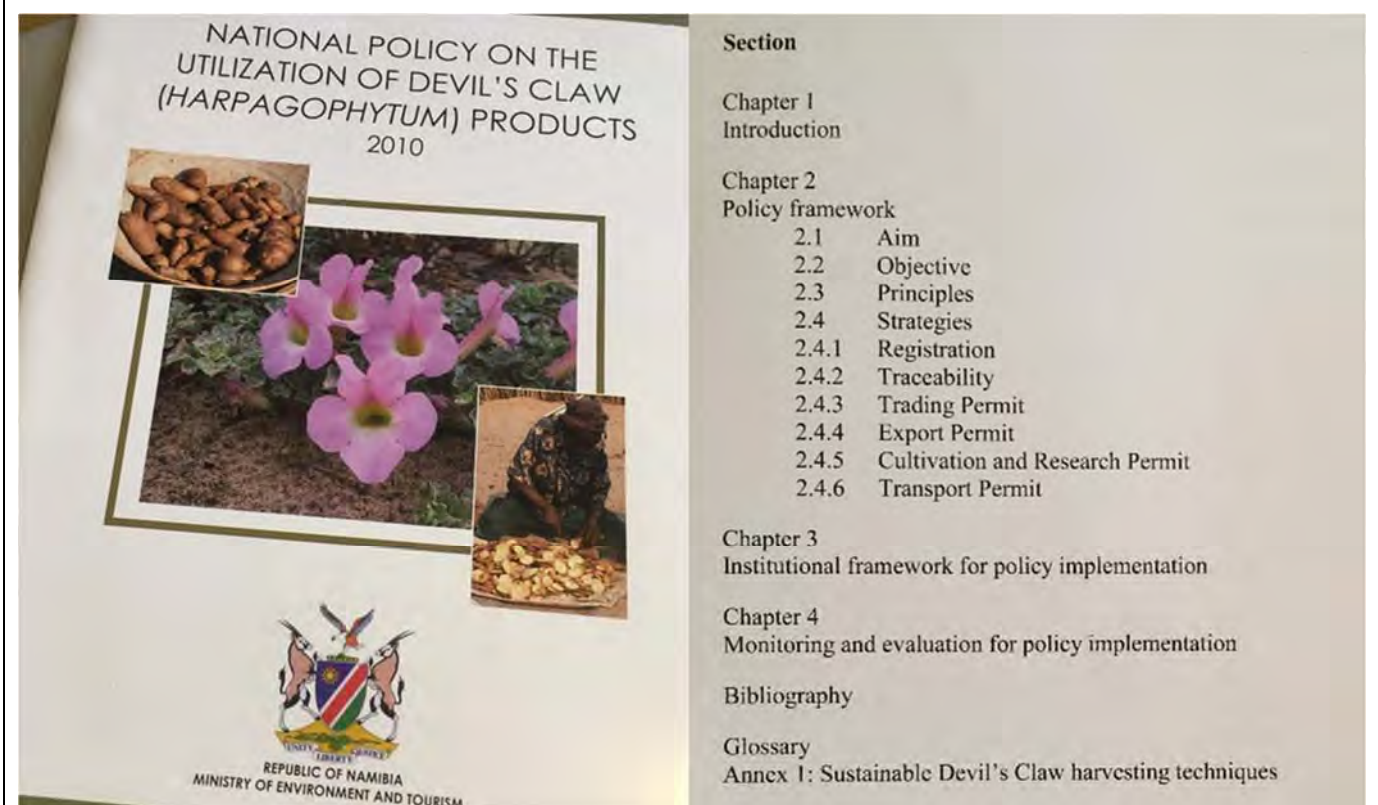 NATIONAL POLICY ON THE
UTILIZATION OF DEVIL'S CLAW
(HARPAGOPHYTUM) PRODUCTS
2010
UNITY LIBERTY JUSTICE
REPUBLIC OF NAMIBIA
MINISTRY OF ENVIRONMENT AND TOURISM
Section
Chapter 1
Introduction
Chapter 2
Policy framework
2.1 Aim
2.2 Objective
2.3 Principles
2.4 Strategies
2.4.1 Registration
2.4.2 Traceability
2.4.3 Trading Permit
2.4.4 Export Permit
2.4.5 Cultivation and Research Permit
2.4.6 Transport Permit
Chapter 3
Institutional framework for policy implementation
Chapter 4
Monitoring and evaluation for policy implementation
Bibliography
Glossary
Annex 1: Sustainable Devil's Claw harvesting techniques